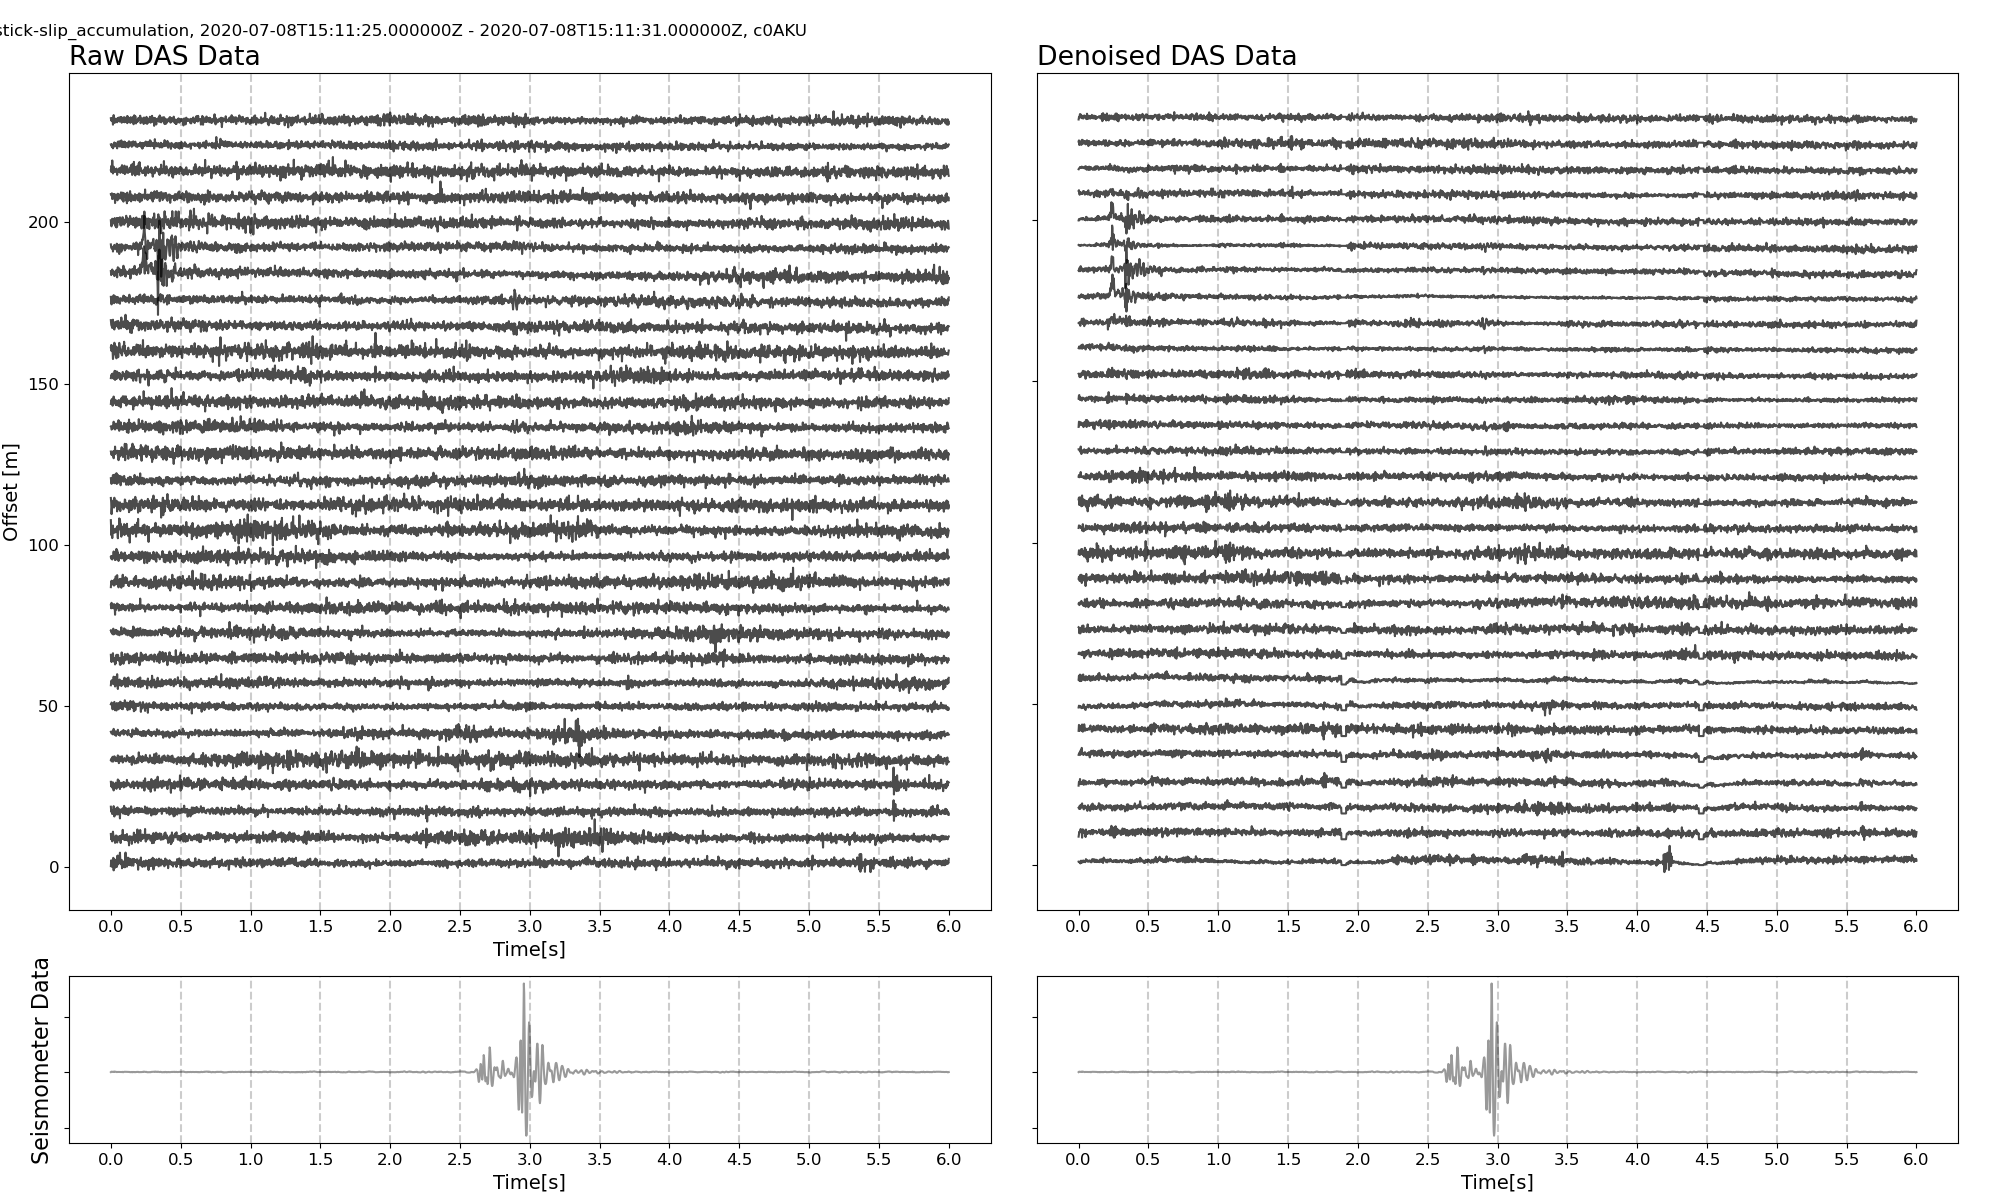 stick-slip_accumulation, 2020-07-08T15:11:25.000000Z - 2020-07-08T15:11:31.000000Z, c0AKU
Raw DAS Data
Denoised DAS Data
200
150
100
50
0
Offset [m]
0.0 0.5 1.0 1.5 2.0 2.5 3.0 3.5 4.0 4.5 5.0 5.5 6.0
Time[s]
0.0 0.5 1.0 1.5 2.0 2.5 3.0 3.5 4.0 4.5 5.0 5.5 6.0
Seismometer Data
0.0 0.5 1.0 1.5 2.0 2.5 3.0 3.5 4.0 4.5 5.0 5.5 6.0
Time[s]
0.0 0.5 1.0 1.5 2.0 2.5 3.0 3.5 4.0 4.5 5.0 5.5 6.0
Time[s]